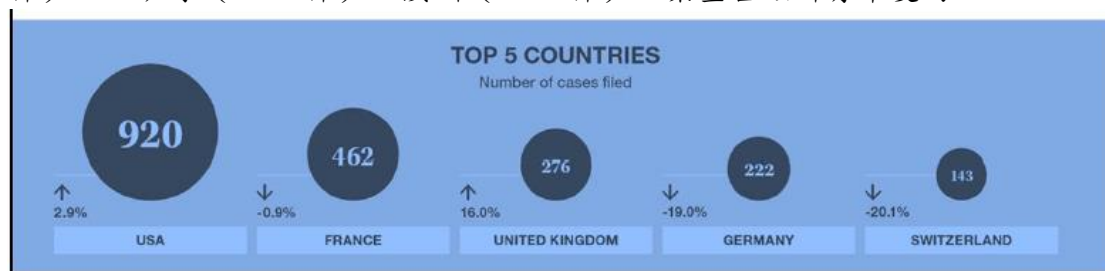 TOP 5 COUNTRIES
Number of cases filed
920
462
276
222
143
2.9%
-0.9%
16.0%
-19.0%
-20.1%
USA
FRANCE
UNITED KINGDOM
GERMANY
SWITZERLAND